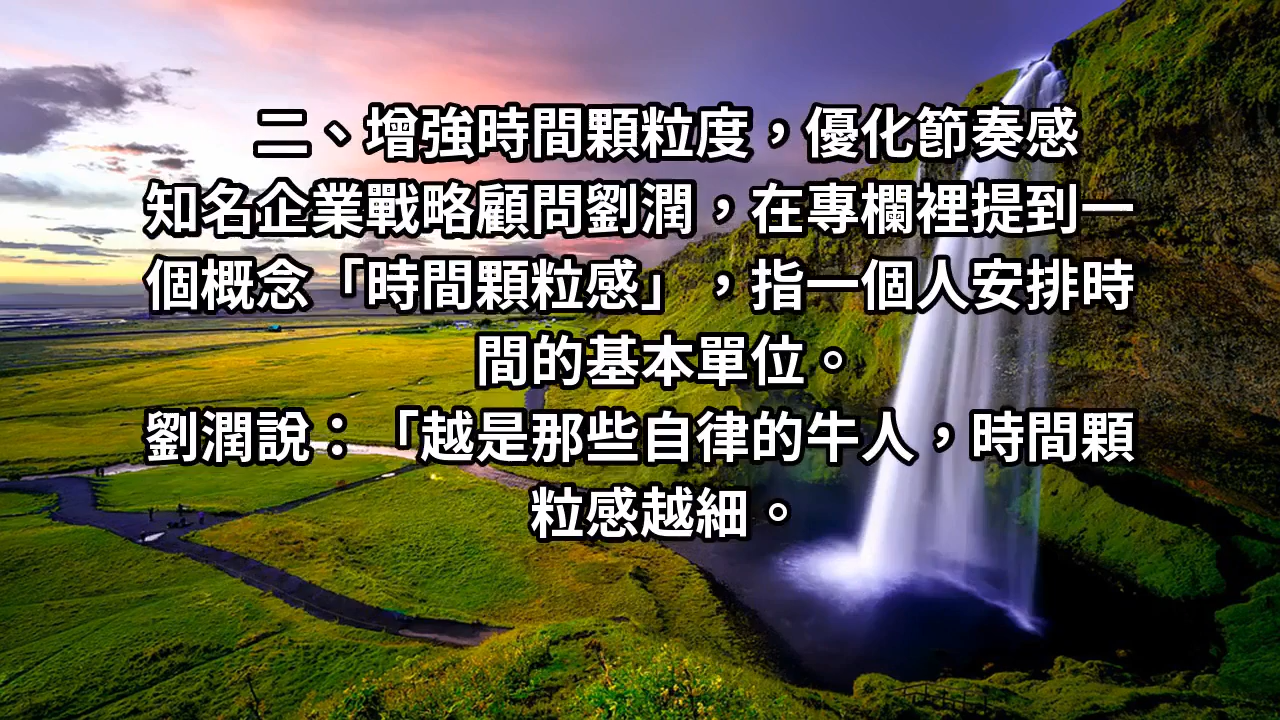 二、增強時間顆粒度，優化節奏感
知名企業戰略顧問劉潤，在專欄裡提到一
個概念「時間顆粒感」，指一個人安排時
間的基本單位。
劉潤說：「越是那些自律的牛人，時間顆
粒感越細。